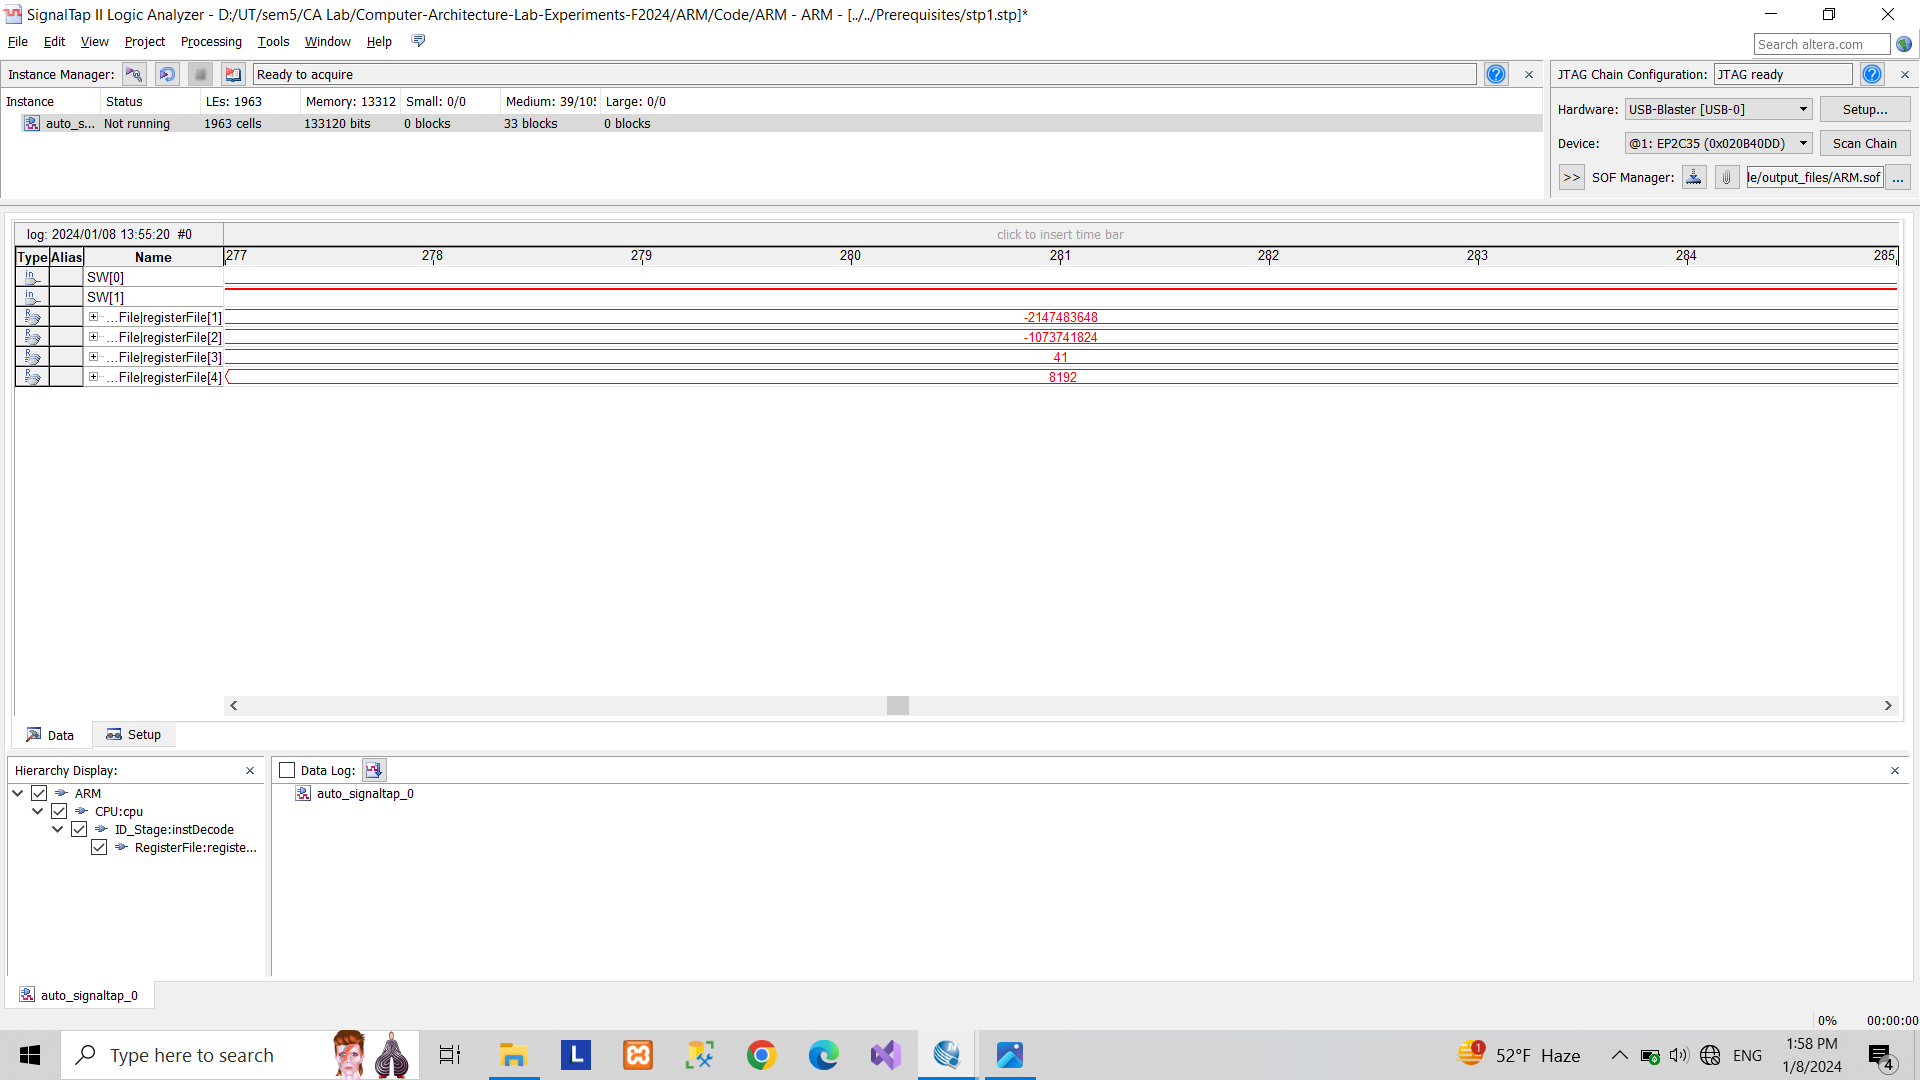 SignalTap II Logic Analyzer - D:/UT/sem5/CA Lab/Computer-Architecture-Lab-Experiments-F2024/ARM/Code/ARM - ARM - [../../Prerequisites/stp1.stp]*
File Edit View Project Processing Tools Window Help
Search altera.com
Instance Manager: Ready to acquire
JTAG Chain Configuration: JTAG ready
Instance Status LEs: 1963 Memory: 13312 Small: 0/0 Medium: 39/105 Large: 0/0
auto_s... Not running 1963 cells 133120 bits 0 blocks 33 blocks 0 blocks
Hardware: USB-Blaster [USB-0] Setup...
Device: @1: EP2C35 (0x020B40DD) Scan Chain
>> SOF Manager: le/output_files/ARM.sof ...
log: 2024/01/08 13:55:20 #0 click to insert time bar
Type Alias Name 277 278 279 280 281 282 283 284 285
in SW[0]
in SW[1]
R ...File|registerFile[1] -2147483648
R ...File|registerFile[2] -1073741824
R ...File|registerFile[3] 41
R ...File|registerFile[4] 8192
Data Setup
Hierarchy Display:
ARM
CPU:cpu
ID_Stage:instDecode
RegisterFile:registe...
Data Log:
auto_signaltap_0
auto_signaltap_0
0% 00:00:00
Type here to search
L
1
52°F Haze
ENG
1:58 PM
1/8/2024
4